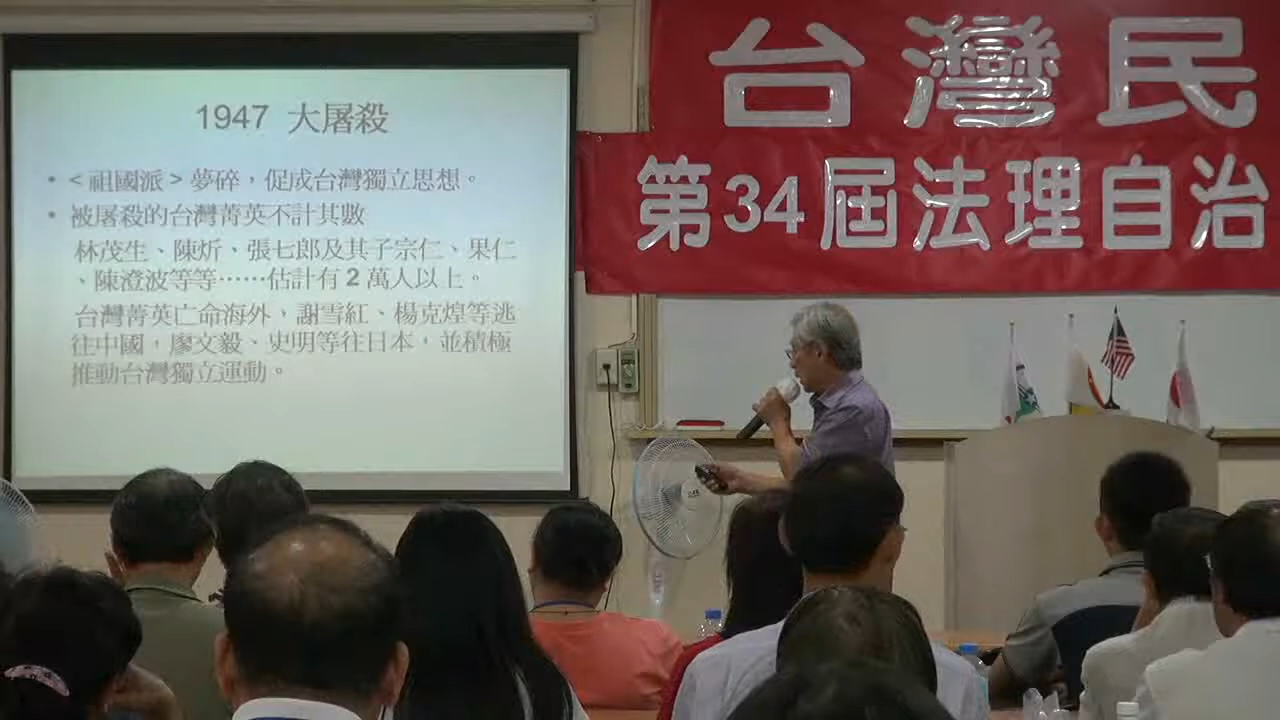 1947 大屠殺
• <祖國派>夢碎，促成台灣獨立思想。
• 被屠殺的台灣菁英不計其數
林茂生、陳炘、張七郎及其子宗仁、果仁
、陳澄波等等……估計有2萬人以上。
台灣菁英亡命海外，謝雪紅、楊克煌等逃
往中國，廖文毅、史明等往日本，並積極
推動台灣獨立運動。
台灣民
第34屆法理自治